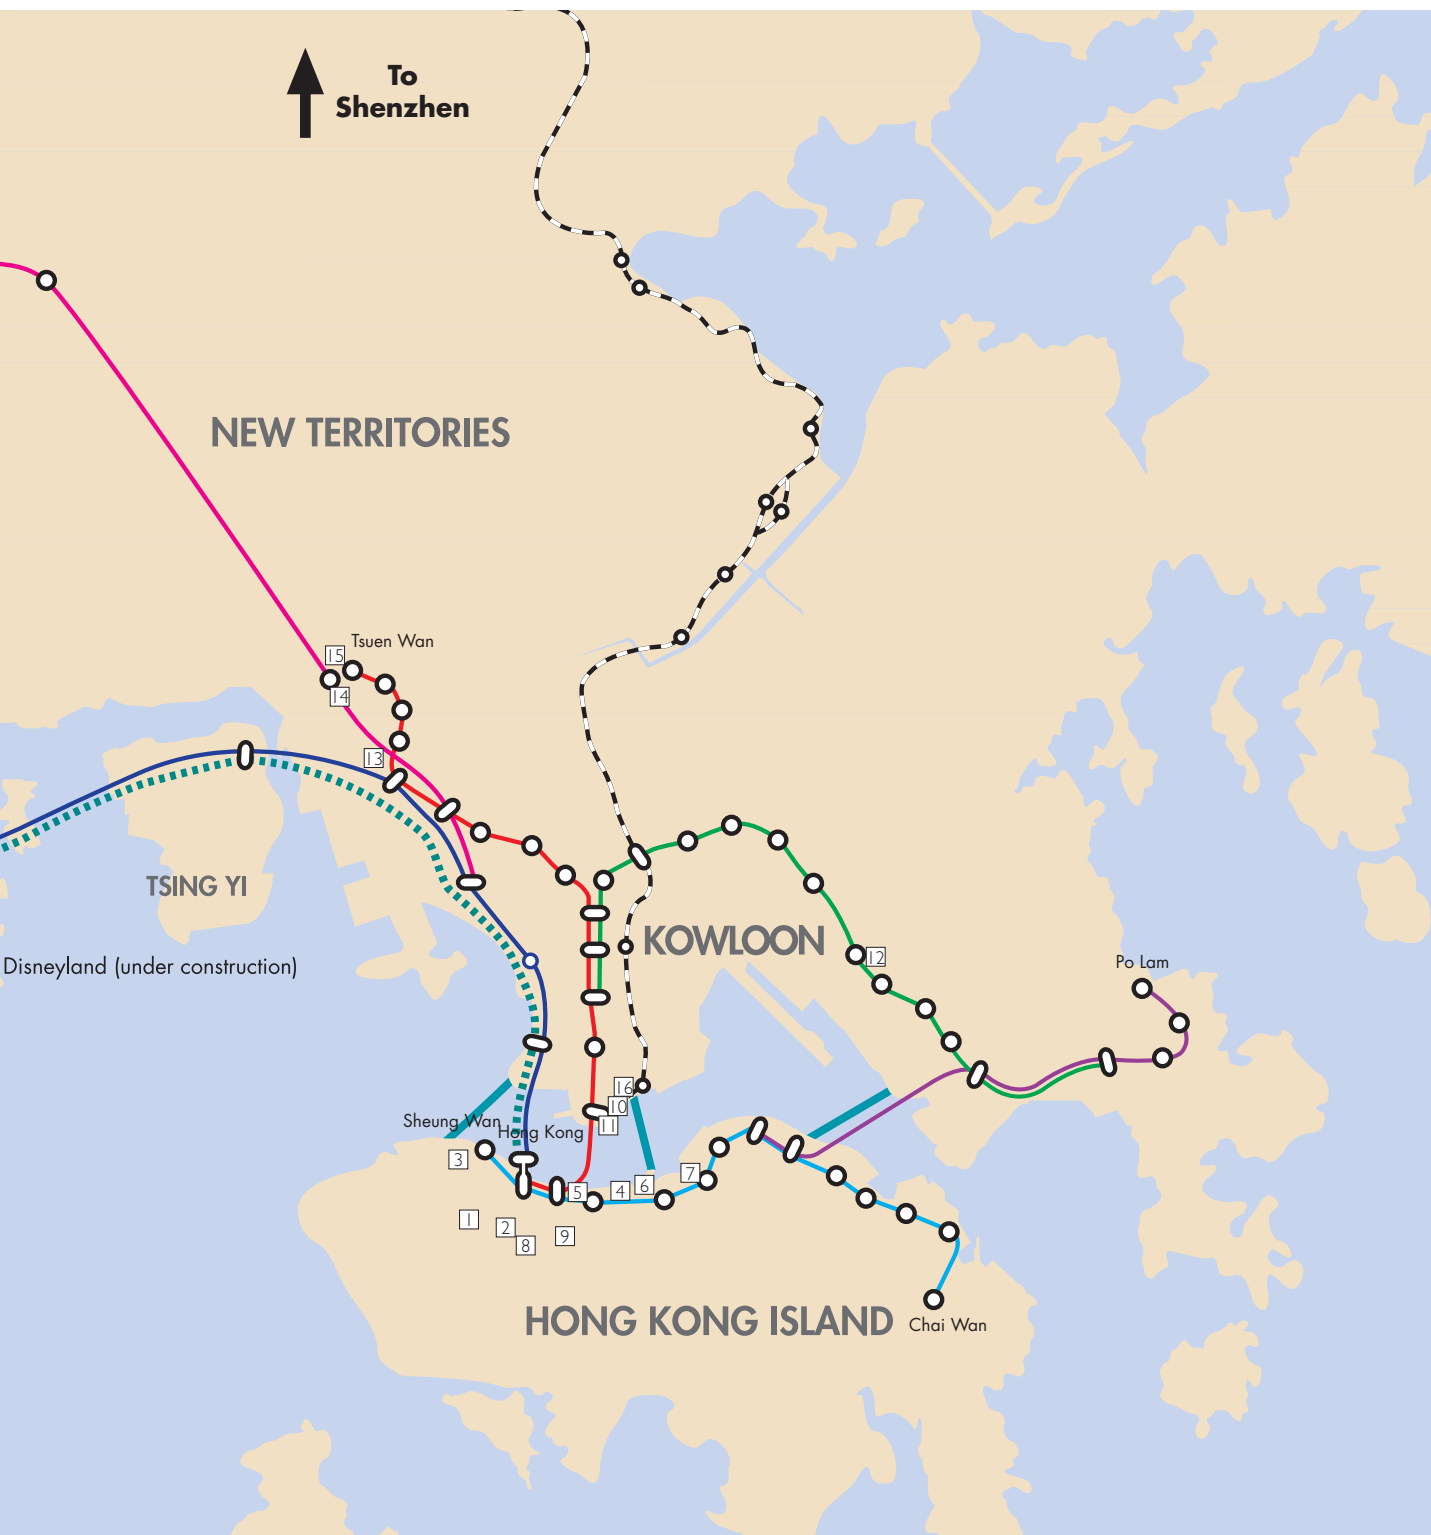 To
Shenzhen
NEW TERRITORIES
Tsuen Wan
15
14
13
TSING YI
KOWLOON
12
Disneyland (under construction)
Po Lam
16
10
11
Sheung Wan
Hong Kong
3
7
6
4
5
1
2
9
8
HONG KONG ISLAND
Chai Wan